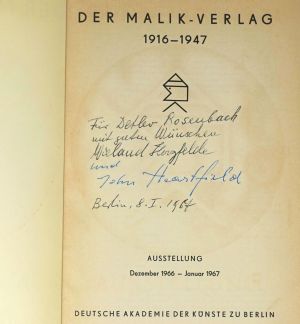 DER MALIK-VERLAG
1916–1947
Für Detlev Rosenbach
mit guten Wünschen
Wieland Herzfelde
und
John Heartfield
Berlin, 8. I. 1967
AUSSTELLUNG
Dezember 1966 – Januar 1967
DEUTSCHE AKADEMIE DER KÜNSTE ZU BERLIN